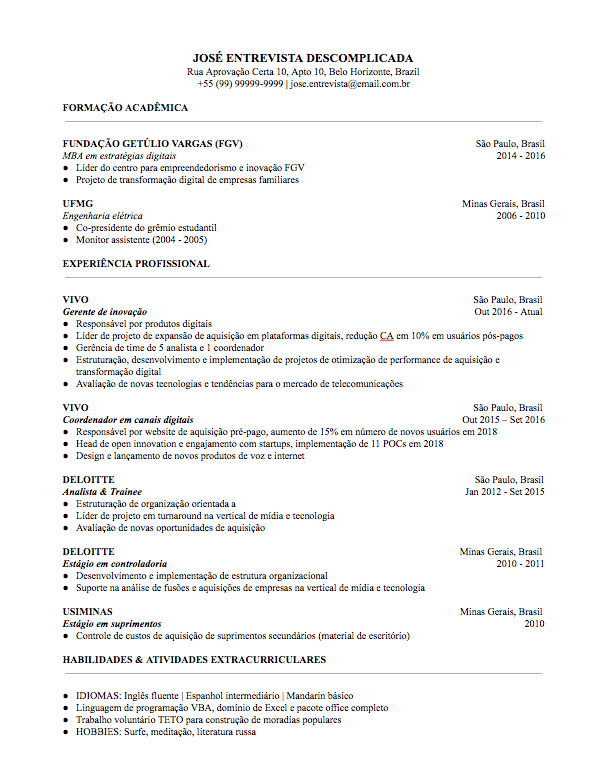 JOSÉ ENTREVISTA DESCOMPLICADA
Rua Aprovação Certa 10, Apto 10, Belo Horizonte, Brazil
+55 (99) 99999-9999 | jose.entrevista@email.com.br
FORMAÇÃO ACADÊMICA
FUNDAÇÃO GETÚLIO VARGAS (FGV) São Paulo, Brasil
MBA em estratégias digitais 2014 - 2016
● Líder do centro para empreendedorismo e inovação FGV
● Projeto de transformação digital de empresas familiares
UFMG Minas Gerais, Brasil
Engenharia elétrica 2006 - 2010
● Co-presidente do grêmio estudantil
● Monitor assistente (2004 - 2005)
EXPERIÊNCIA PROFISSIONAL
VIVO São Paulo, Brasil
Gerente de inovação Out 2016 - Atual
● Responsável por produtos digitais
● Líder de projeto de expansão de aquisição em plataformas digitais, redução CA em 10% em usuários pós-pagos
● Gerência de time de 5 analista e 1 coordenador
● Estruturação, desenvolvimento e implementação de projetos de otimização de performance de aquisição e
transformação digital
● Avaliação de novas tecnologias e tendências para o mercado de telecomunicações
VIVO São Paulo, Brasil
Coordenador em canais digitais Out 2015 – Set 2016
● Responsável por website de aquisição pré-pago, aumento de 15% em número de novos usuários em 2018
● Head de open innovation e engajamento com startups, implementação de 11 POCs em 2018
● Design e lançamento de novos produtos de voz e internet
DELOITTE São Paulo, Brasil
Analista & Trainee Jan 2012 - Set 2015
● Estruturação de organização orientada a
● Líder de projeto em turnaround na vertical de mídia e tecnologia
● Avaliação de novas oportunidades de aquisição
DELOITTE Minas Gerais, Brasil
Estágio em controladoria 2010 - 2011
● Desenvolvimento e implementação de estrutura organizacional
● Suporte na análise de fusões e aquisições de empresas na vertical de mídia e tecnologia
USIMINAS Minas Gerais, Brasil
Estágio em suprimentos 2010
● Controle de custos de aquisição de suprimentos secundários (material de escritório)
HABILIDADES & ATIVIDADES EXTRACURRICULARES
● IDIOMAS: Inglês fluente | Espanhol intermediário | Mandarin básico
● Linguagem de programação VBA, domínio de Excel e pacote office completo
● Trabalho voluntário TETO para construção de moradias populares
● HOBBIES: Surfe, meditação, literatura russa